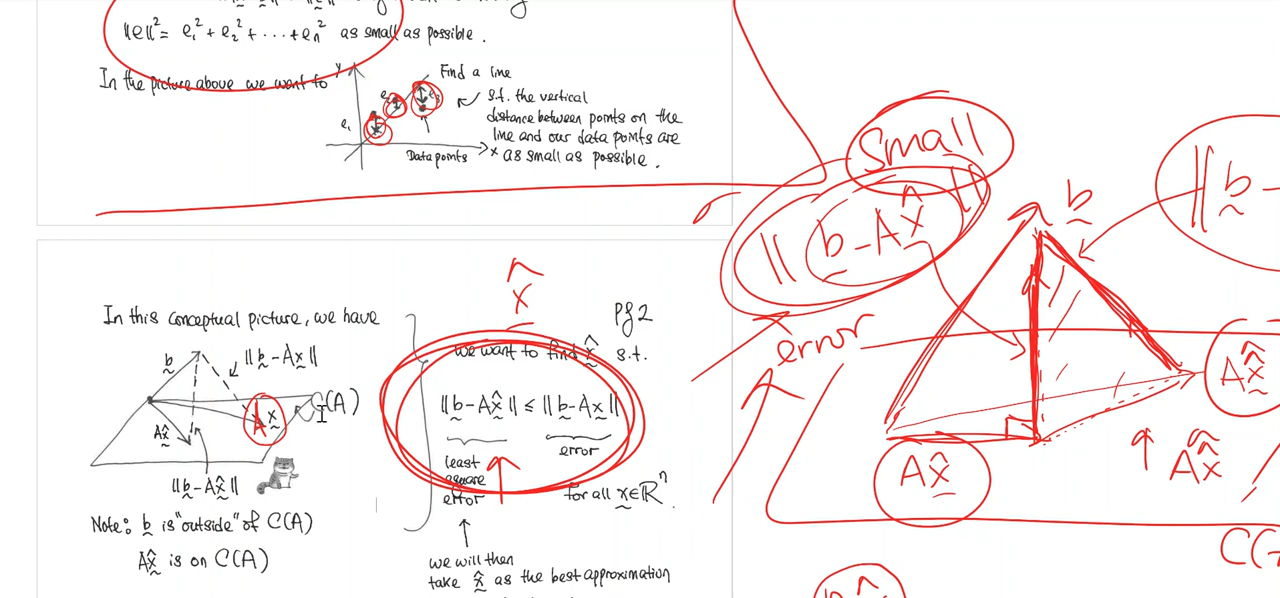 ||e||² = e₁² + e₂² + ... + eₙ² as small as possible.
In the picture above we want to
y
Find a line
s.t. the vertical
distance between points on the
line and our data points are
as small as possible.
e₁
Data points
x
Small
|| b - Ax̂ ||
error
b
|| b -
Ax̂
Ax̂
Ax̂
C(
x̂
In this conceptual picture, we have
b
|| b - Ax ||
C(A)
Ax
Ax̂
|| b - Ax̂ ||
Note: b is "outside" of C(A)
Ax̂ is on C(A)
Pg 2
we want to find x̂ s.t.
|| b - Ax̂ || ≤ || b - Ax ||
least
square
error
error
for all x ∈ ℝⁿ
we will then
take x̂ as the best approximation